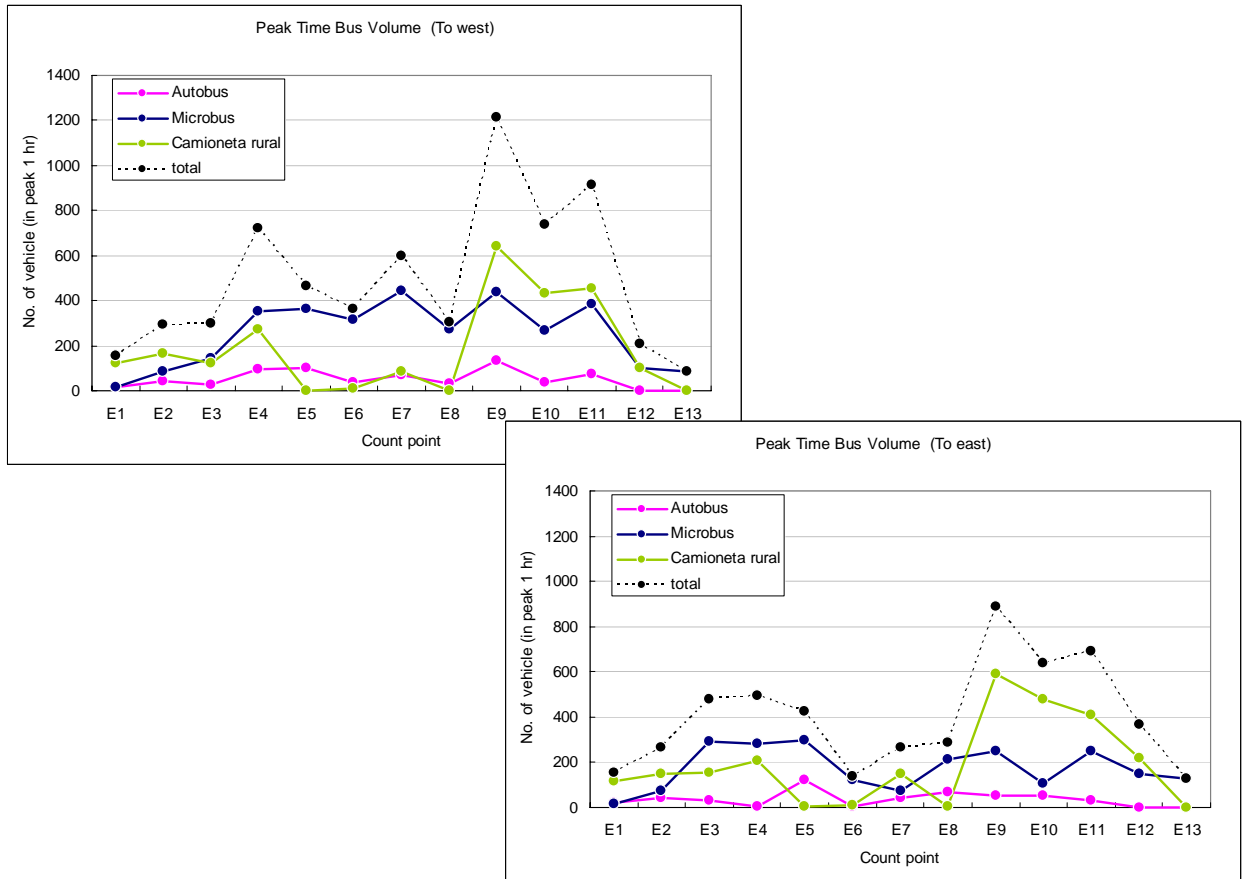 Peak Time Bus Volume (To west)
1400
1200
1000
800
600
400
200
0
No. of vehicle (in peak 1 hr)
Autobus
Microbus
Camioneta rural
total
E1 E2 E3 E4 E5 E6 E7 E8 E9 E10 E11 E12 E13
Count point
Peak Time Bus Volume (To east)
1400
1200
1000
800
600
400
200
0
No. of vehicle (in peak 1 hr)
Autobus
Microbus
Camioneta rural
total
E1 E2 E3 E4 E5 E6 E7 E8 E9 E10 E11 E12 E13
Count point